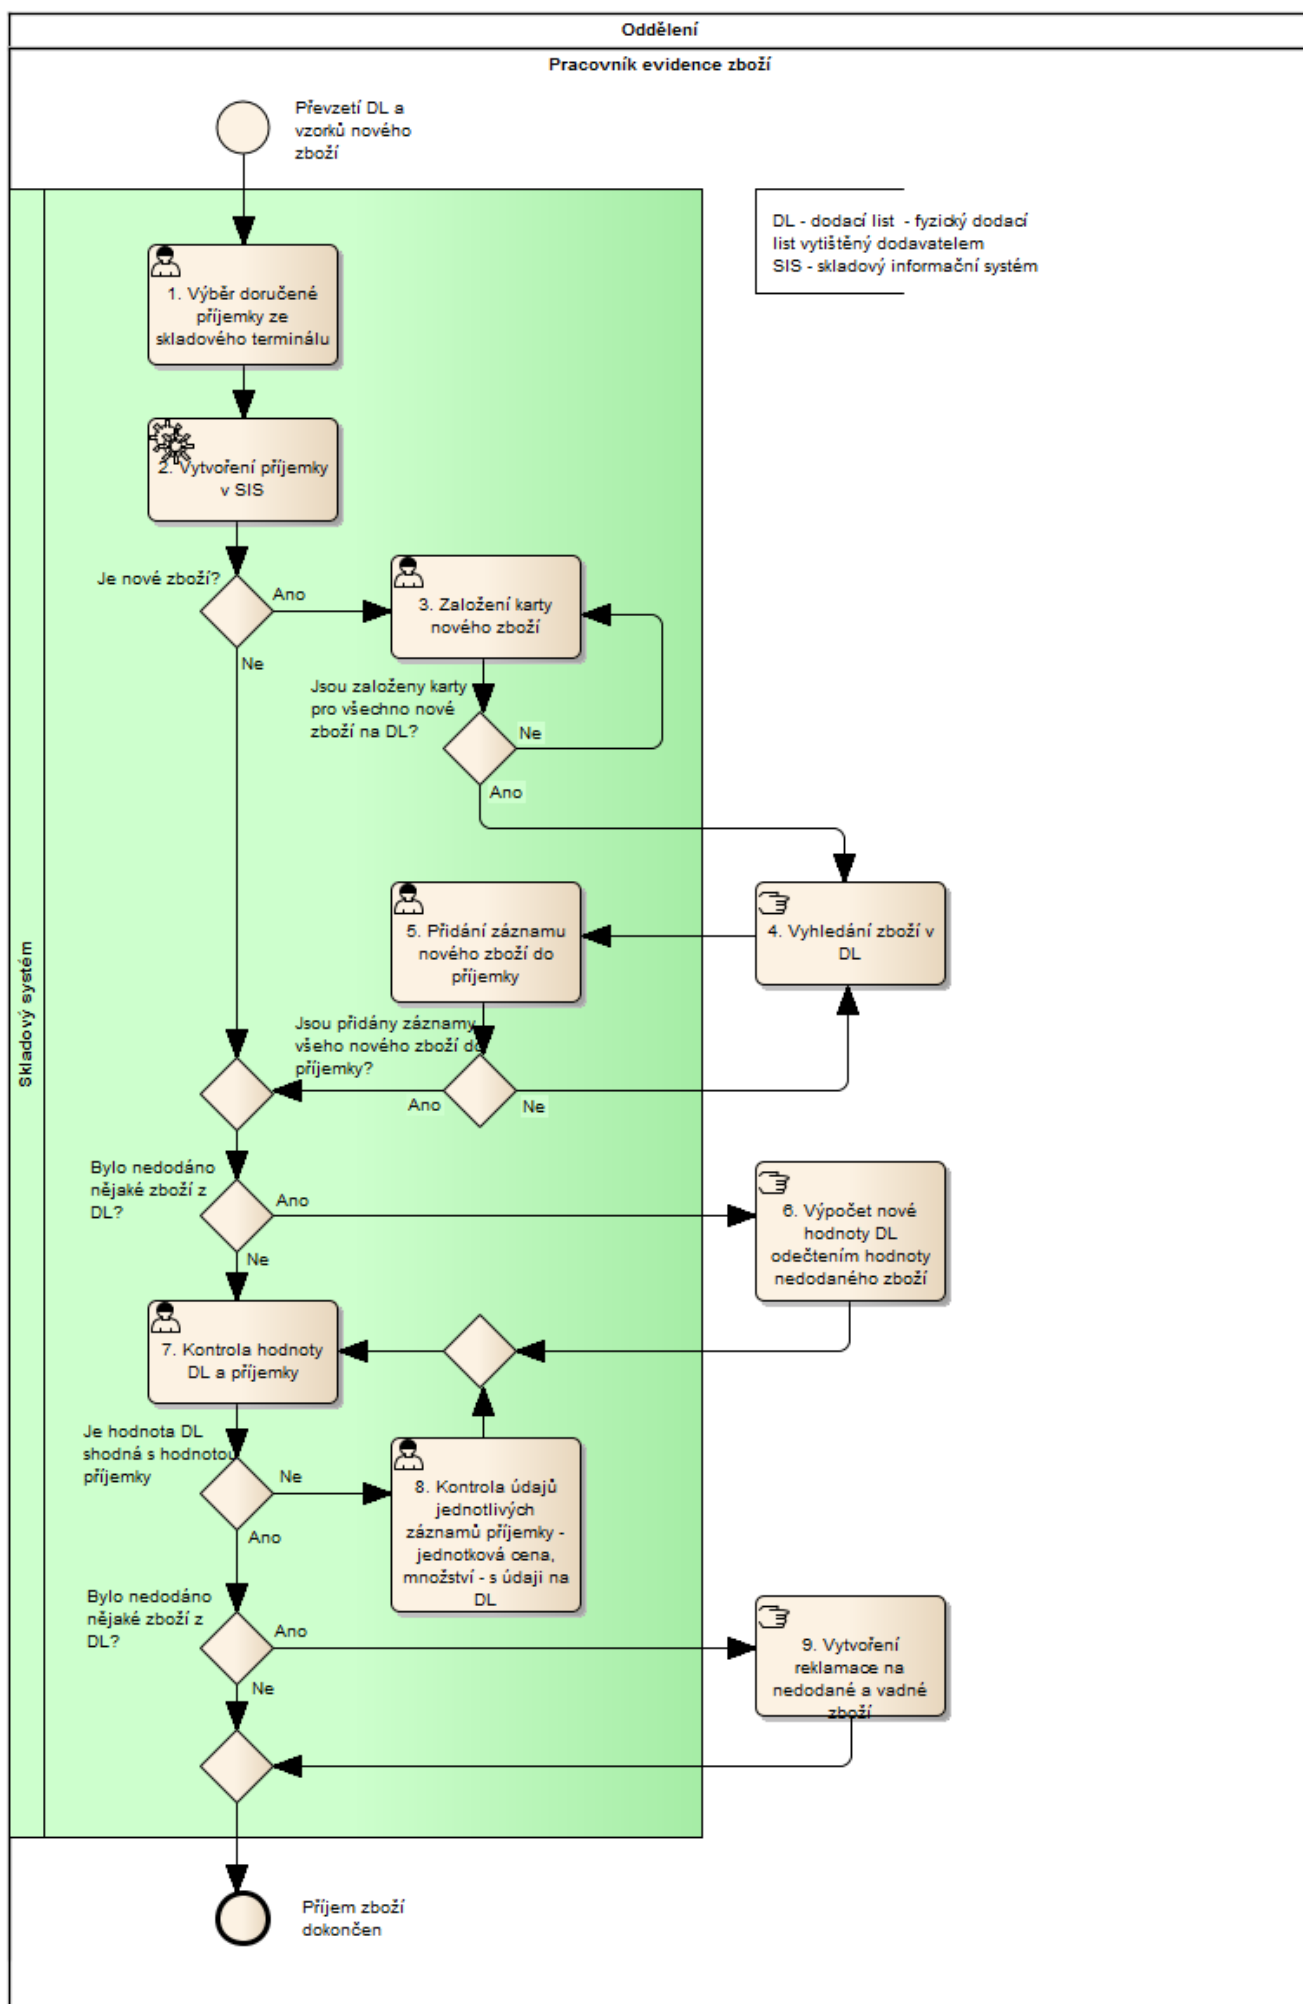 Oddělení
Pracovník evidence zboží
Převzetí DL a
vzorků nového
zboží
DL - dodací list - fyzický dodací
list vytištěný dodavatelem
SIS - skladový informační systém
1. Výběr doručené
příjemky ze
skladového terminálu
2. Vytvoření příjemky
v SIS
Je nové zboží?
Ano
3. Založení karty
nového zboží
Ne
Jsou založeny karty
pro všechno nové
zboží na DL?
Ne
Ano
4. Vyhledání zboží v
DL
5. Přidání záznamu
nového zboží do
příjemky
Skladový systém
Jsou přidány záznamy
všeho nového zboží do
příjemky?
Ano
Ne
Bylo nedodáno
nějaké zboží z
DL?
Ano
Ne
6. Výpočet nové
hodnoty DL
odečtením hodnoty
nedodaného zboží
7. Kontrola hodnoty
DL a příjemky
Je hodnota DL
shodná s hodnotou
příjemky
Ne
Ano
8. Kontrola údajů
jednotlivých
záznamů příjemky -
jednotková cena,
množství - s údaji na
DL
Bylo nedodáno
nějaké zboží z
DL?
Ano
Ne
9. Vytvoření
reklamace na
nedodané a vadné
zboží
Příjem zboží
dokončen